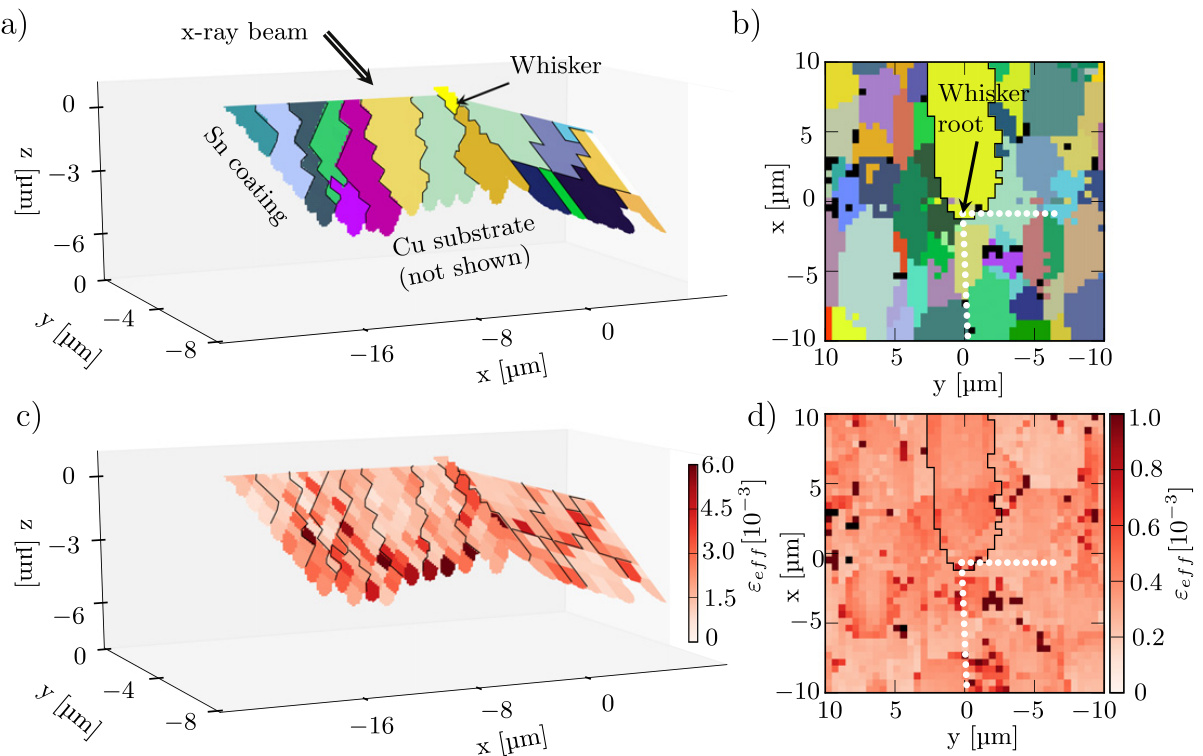 a)
x-ray beam
Whisker
0
−3
−6
z [µm]
Sn coating
Cu substrate
(not shown)
0
−4
−8
y [µm]
−16
−8
0
x [µm]
b)
10
5
0
−5
−10
x [µm]
Whisker
root
10
5
0
−5
−10
y [µm]
c)
0
−3
−6
z [µm]
0
−4
−8
y [µm]
−16
−8
0
x [µm]
6.0
4.5
3.0
1.5
0
εeff[10⁻³]
d)
10
5
0
−5
−10
x [µm]
10
5
0
−5
−10
y [µm]
1.0
0.8
0.6
0.4
0.2
0
εeff[10⁻³]